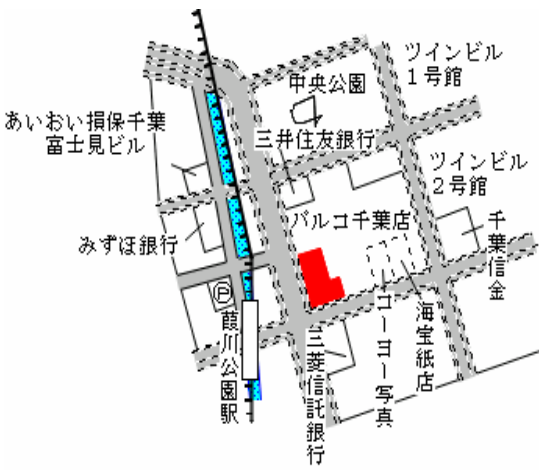 ツインビル
1号館
中央公園
あいおい損保千葉
富士見ビル
三井住友銀行
ツインビル
2号館
パルコ千葉店
千葉信金
みずほ銀行
P
葭川公園駅
三菱信託銀行
コーヨー写真
海宝紙店